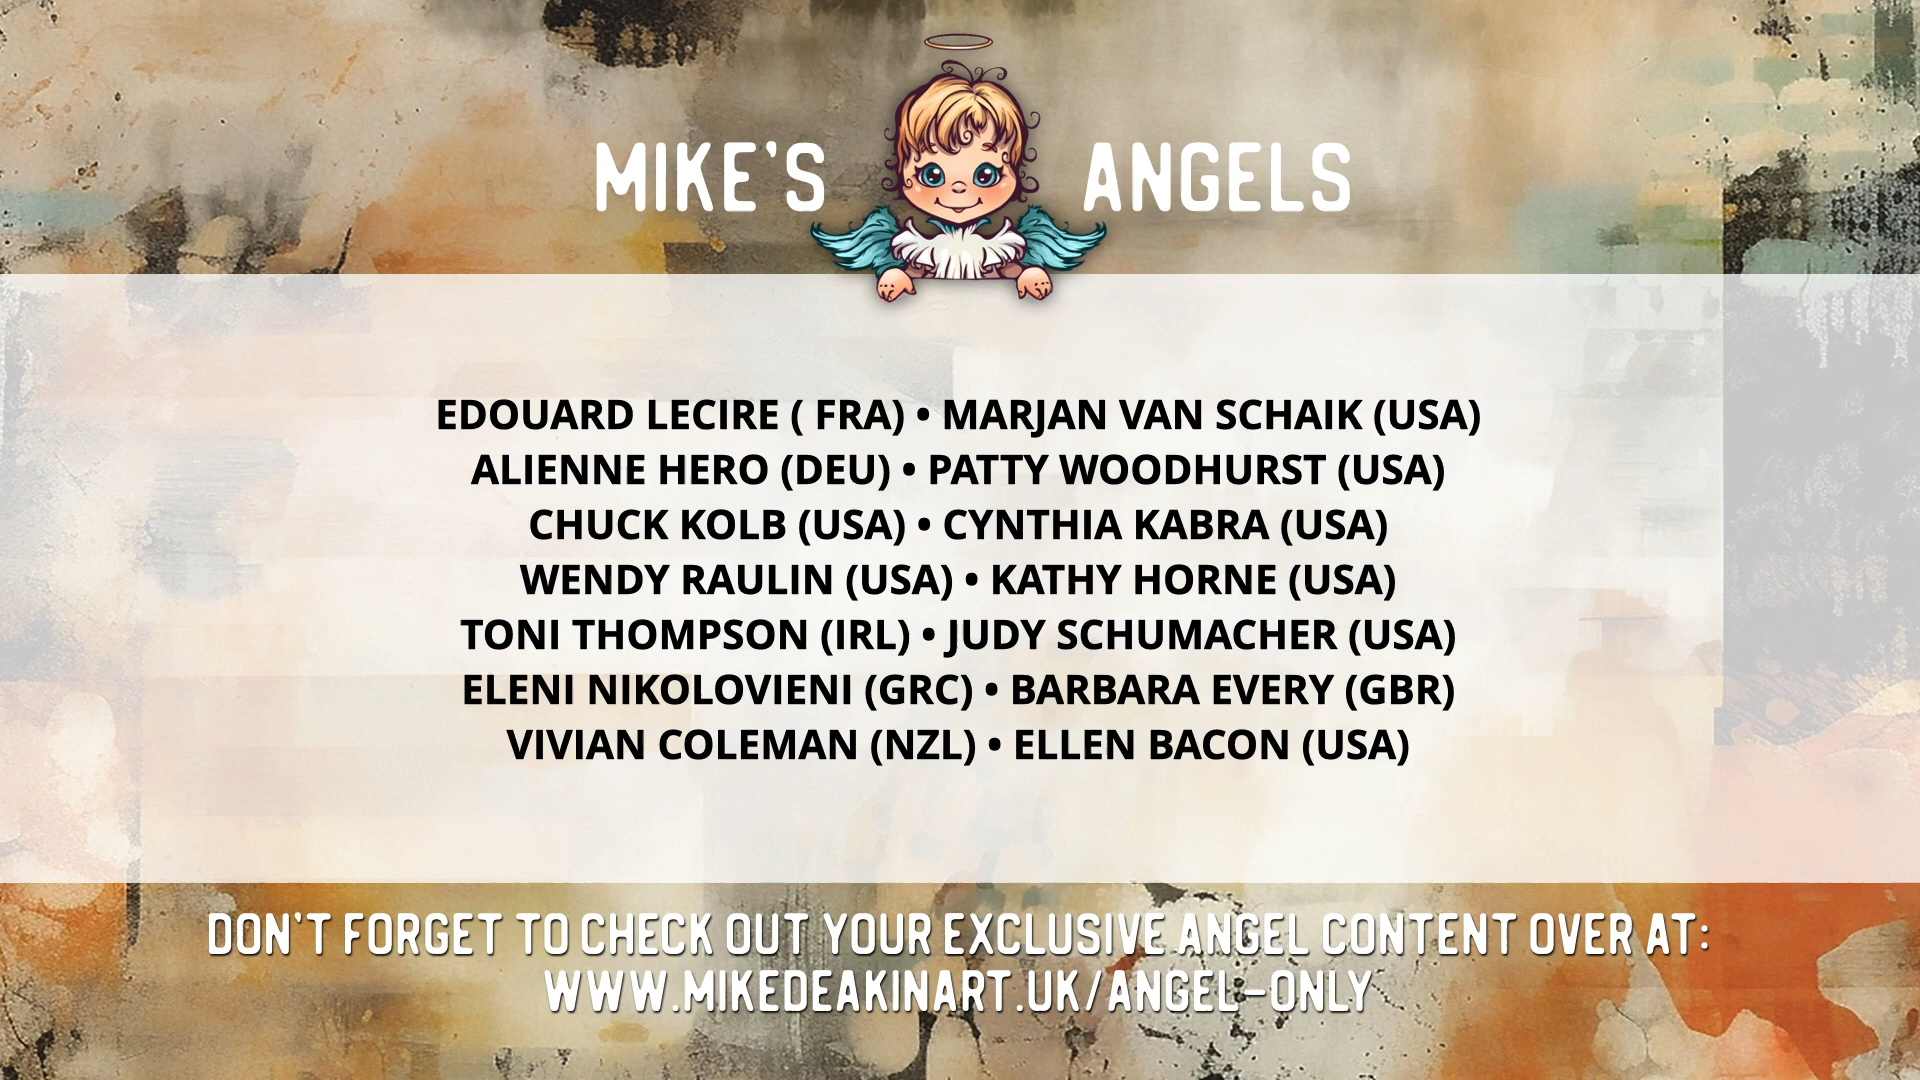 MIKE'S ANGELS
EDOUARD LECIRE ( FRA) • MARJAN VAN SCHAIK (USA)
ALIENNE HERO (DEU) • PATTY WOODHURST (USA)
CHUCK KOLB (USA) • CYNTHIA KABRA (USA)
WENDY RAULIN (USA) • KATHY HORNE (USA)
TONI THOMPSON (IRL) • JUDY SCHUMACHER (USA)
ELENI NIKOLOVIENI (GRC) • BARBARA EVERY (GBR)
VIVIAN COLEMAN (NZL) • ELLEN BACON (USA)
DON'T FORGET TO CHECK OUT YOUR EXCLUSIVE ANGEL CONTENT OVER AT:
WWW.MIKEDEAKINART.UK/ANGEL-ONLY